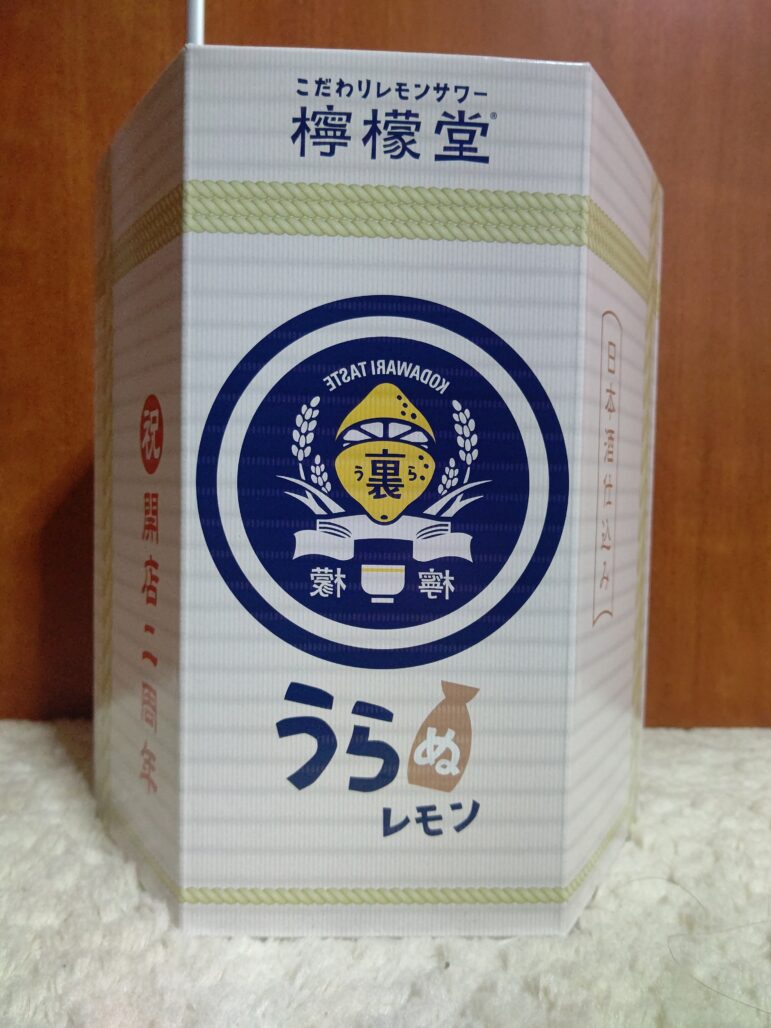 こだわりレモンサワー
檸檬堂®
KODAWARI TASTE
うら
裏
檸檬
うらぬ
レモン
祝開店二周年
(日本酒仕込み)